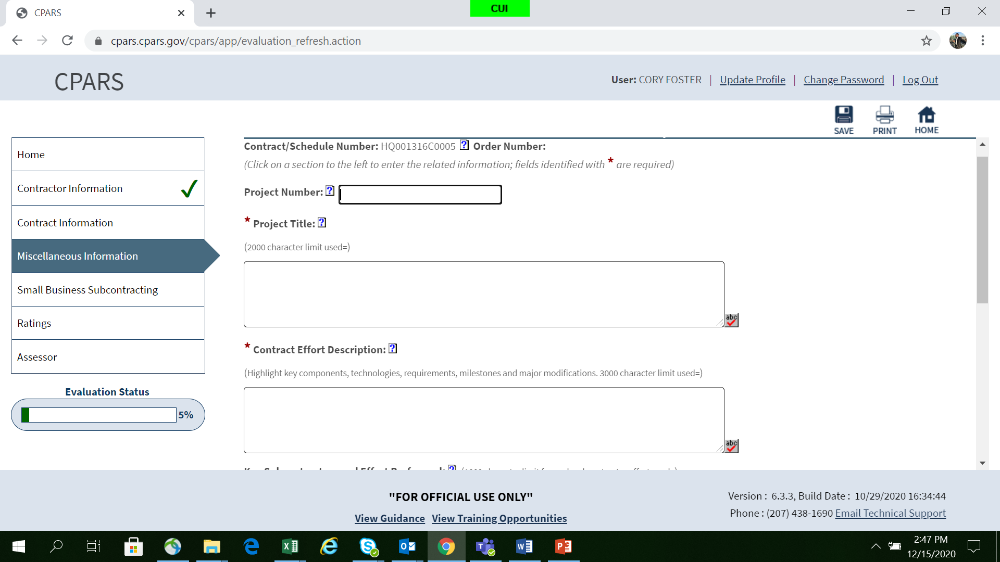 CPARS
CUI
cpars.cpars.gov/cpars/app/evaluation_refresh.action
CPARS
User: CORY FOSTER | Update Profile | Change Password | Log Out
SAVE PRINT HOME
Home
Contractor Information
Contract Information
Miscellaneous Information
Small Business Subcontracting
Ratings
Assessor
Evaluation Status
5%
Contract/Schedule Number: HQ001316C0005 ? Order Number:
(Click on a section to the left to enter the related information; fields identified with * are required)
Project Number: ?
* Project Title: ?
(2000 character limit used=)
abc
* Contract Effort Description: ?
(Highlight key components, technologies, requirements, milestones and major modifications. 3000 character limit used=)
abc
"FOR OFFICIAL USE ONLY"
View Guidance View Training Opportunities
Version : 6.3.3, Build Date : 10/29/2020 16:34:44
Phone : (207) 438-1690 Email Technical Support
2:47 PM
12/15/2020